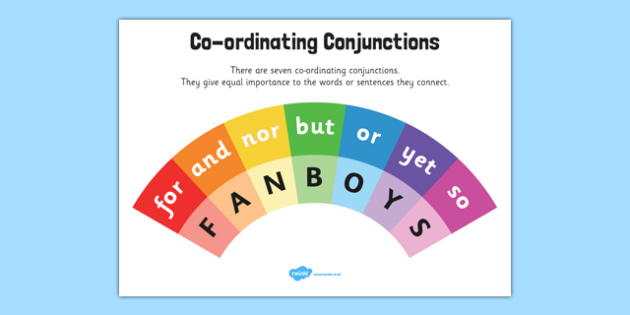 Co-ordinating Conjunctions
There are seven co-ordinating conjunctions.
They give equal importance to the words or sentences they connect.
for and nor but or yet so
F A N B O Y S
twinkl